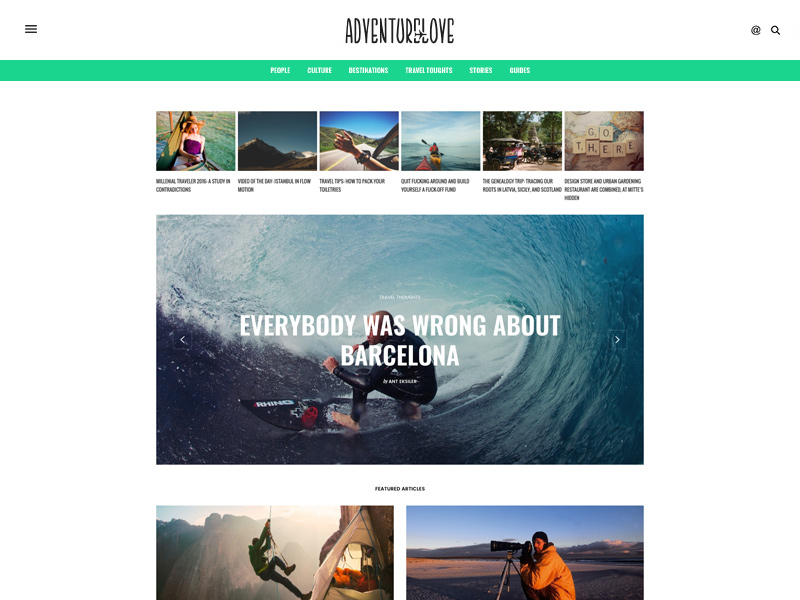 ADVENTURELOVE
@
PEOPLE CULTURE DESTINATIONS TRAVEL TOUGHTS STORIES GUIDES
GO
THERE
MILLENIAL TRAVELER 2016- A STUDY IN
CONTRADICTIONS
VIDEO OF THE DAY: ISTANBUL IN FLOW
MOTION
TRAVEL TIPS- HOW TO PACK YOUR
TOILETRIES
QUIT FUCKING AROUND AND BUILD
YOURSELF A FUCK-OFF FUND
THE GENEALOGY TRIP: TRACING OUR
ROOTS IN LATVIA, SICILY, AND SCOTLAND
DESIGN STORE AND URBAN GARDENING
RESTAURANT ARE COMBINED, AT MITTE'S
HIDDEN
TRAVEL THOUGHTS
EVERYBODY WAS WRONG ABOUT
BARCELONA
by ANT EKSILER
RHINO
FEATURED ARTICLES